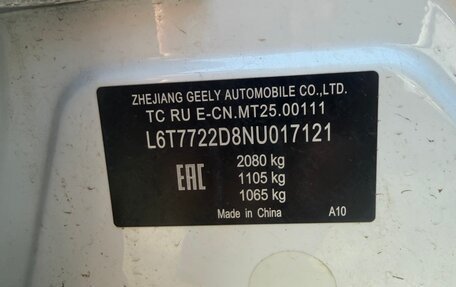 ZHEJIANG GEELY AUTOMOBILE CO.,LTD.
TC RU E-CN.MT25.00111
L6T7722D8NU017121
2080 kg
EAC 1105 kg
1065 kg
Made in China A10